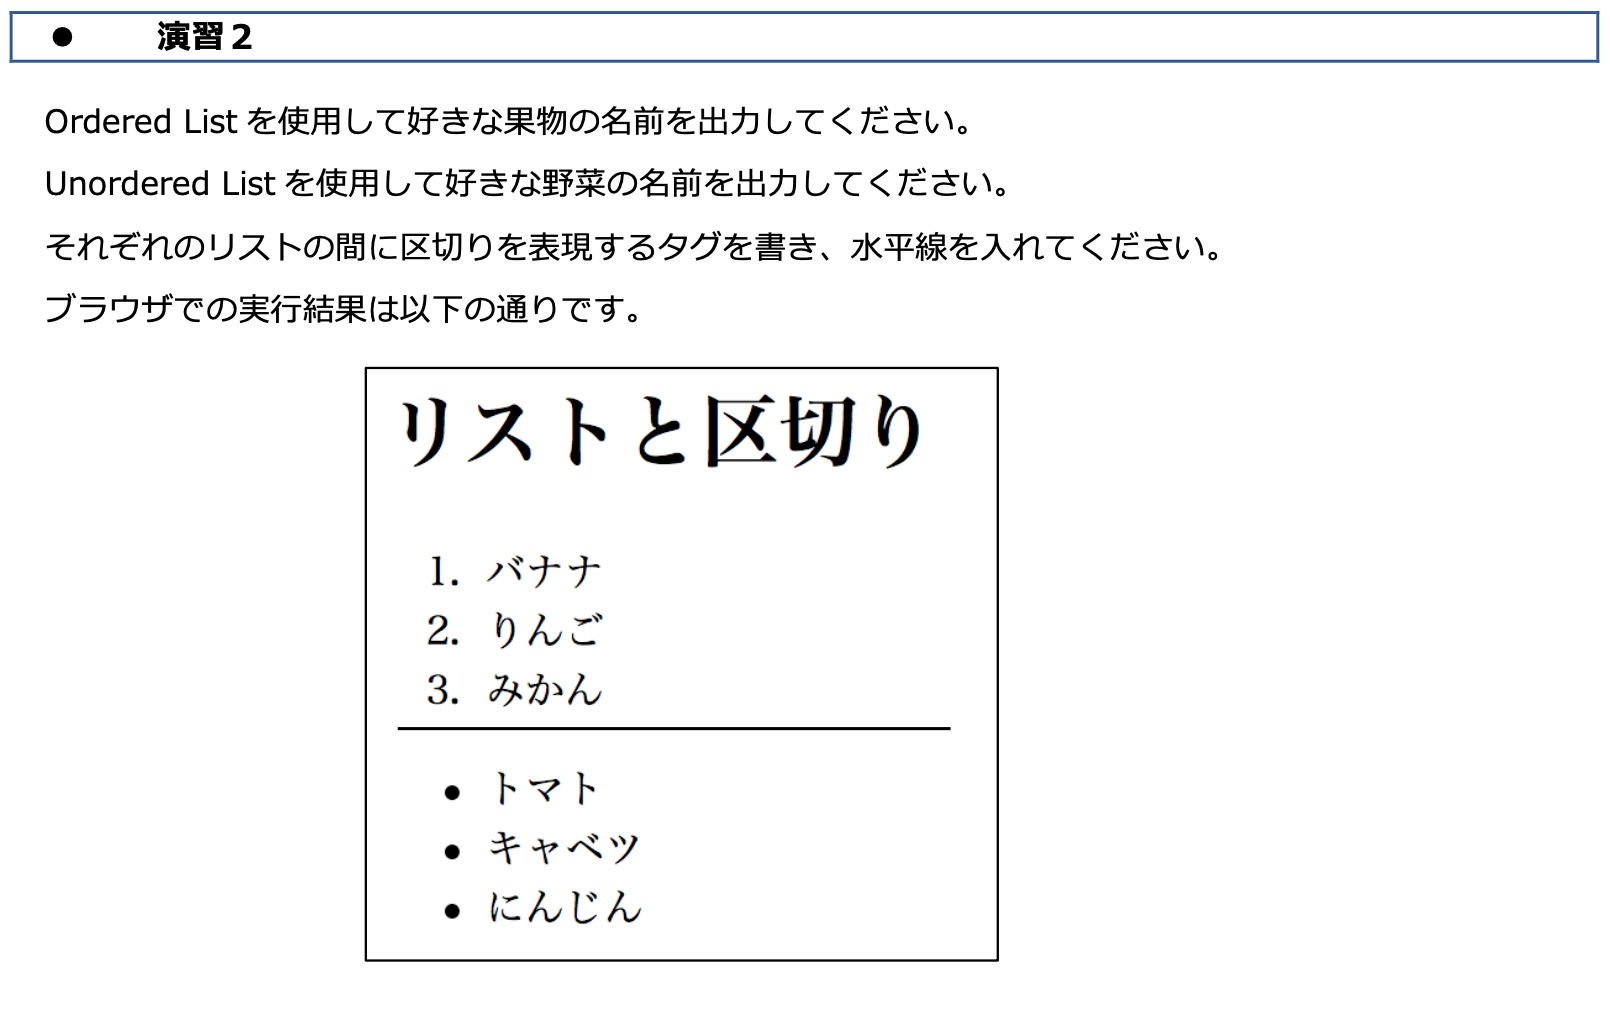 ● 演習２
Ordered List を使用して好きな果物の名前を出力してください。
Unordered List を使用して好きな野菜の名前を出力してください。
それぞれのリストの間に区切りを表現するタグを書き、水平線を入れてください。
ブラウザでの実行結果は以下の通りです。
リストと区切り
1. バナナ
2. りんご
3. みかん
● トマト
● キャベツ
● にんじん